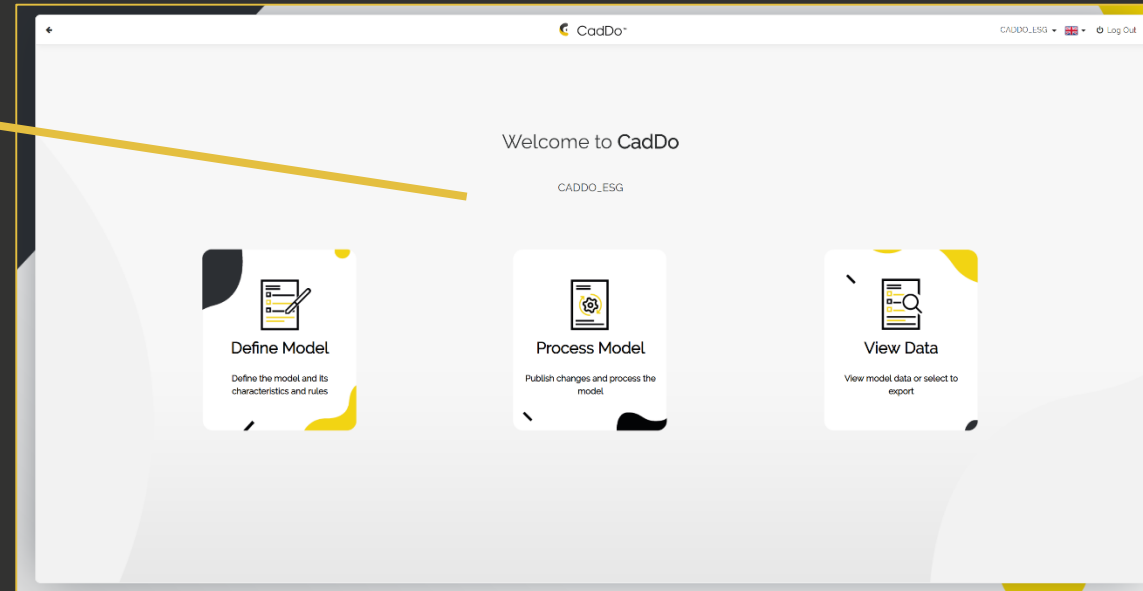 CadDo™
CADDO_ESG
Log Out
Welcome to CadDo
CADDO_ESG
Define Model
Define the model and its
characteristics and rules
Process Model
Publish changes and process the
model
View Data
View model data or select to
export